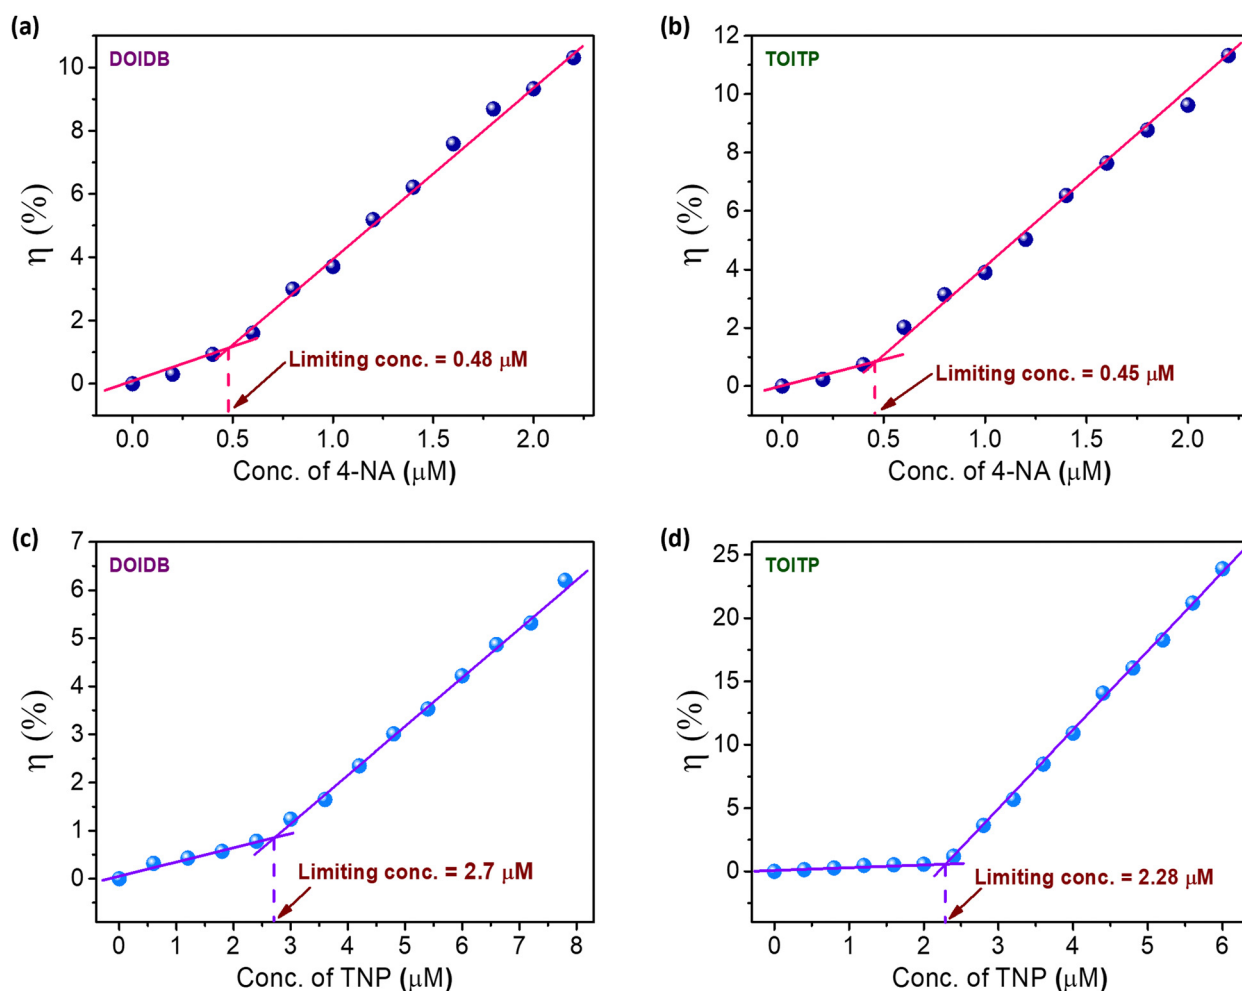 (a)
DOIDB
10
8
6
4
2
0
η (%)
Limiting conc. = 0.48 μM
0.0 0.5 1.0 1.5 2.0
Conc. of 4-NA (μM)
(b)
TOITP
12
10
8
6
4
2
0
η (%)
Limiting conc. = 0.45 μM
0.0 0.5 1.0 1.5 2.0
Conc. of 4-NA (μM)
(c)
DOIDB
7
6
5
4
3
2
1
0
η (%)
Limiting conc. = 2.7 μM
0 1 2 3 4 5 6 7 8
Conc. of TNP (μM)
(d)
TOITP
25
20
15
10
5
0
η (%)
Limiting conc. = 2.28 μM
0 1 2 3 4 5 6
Conc. of TNP (μM)